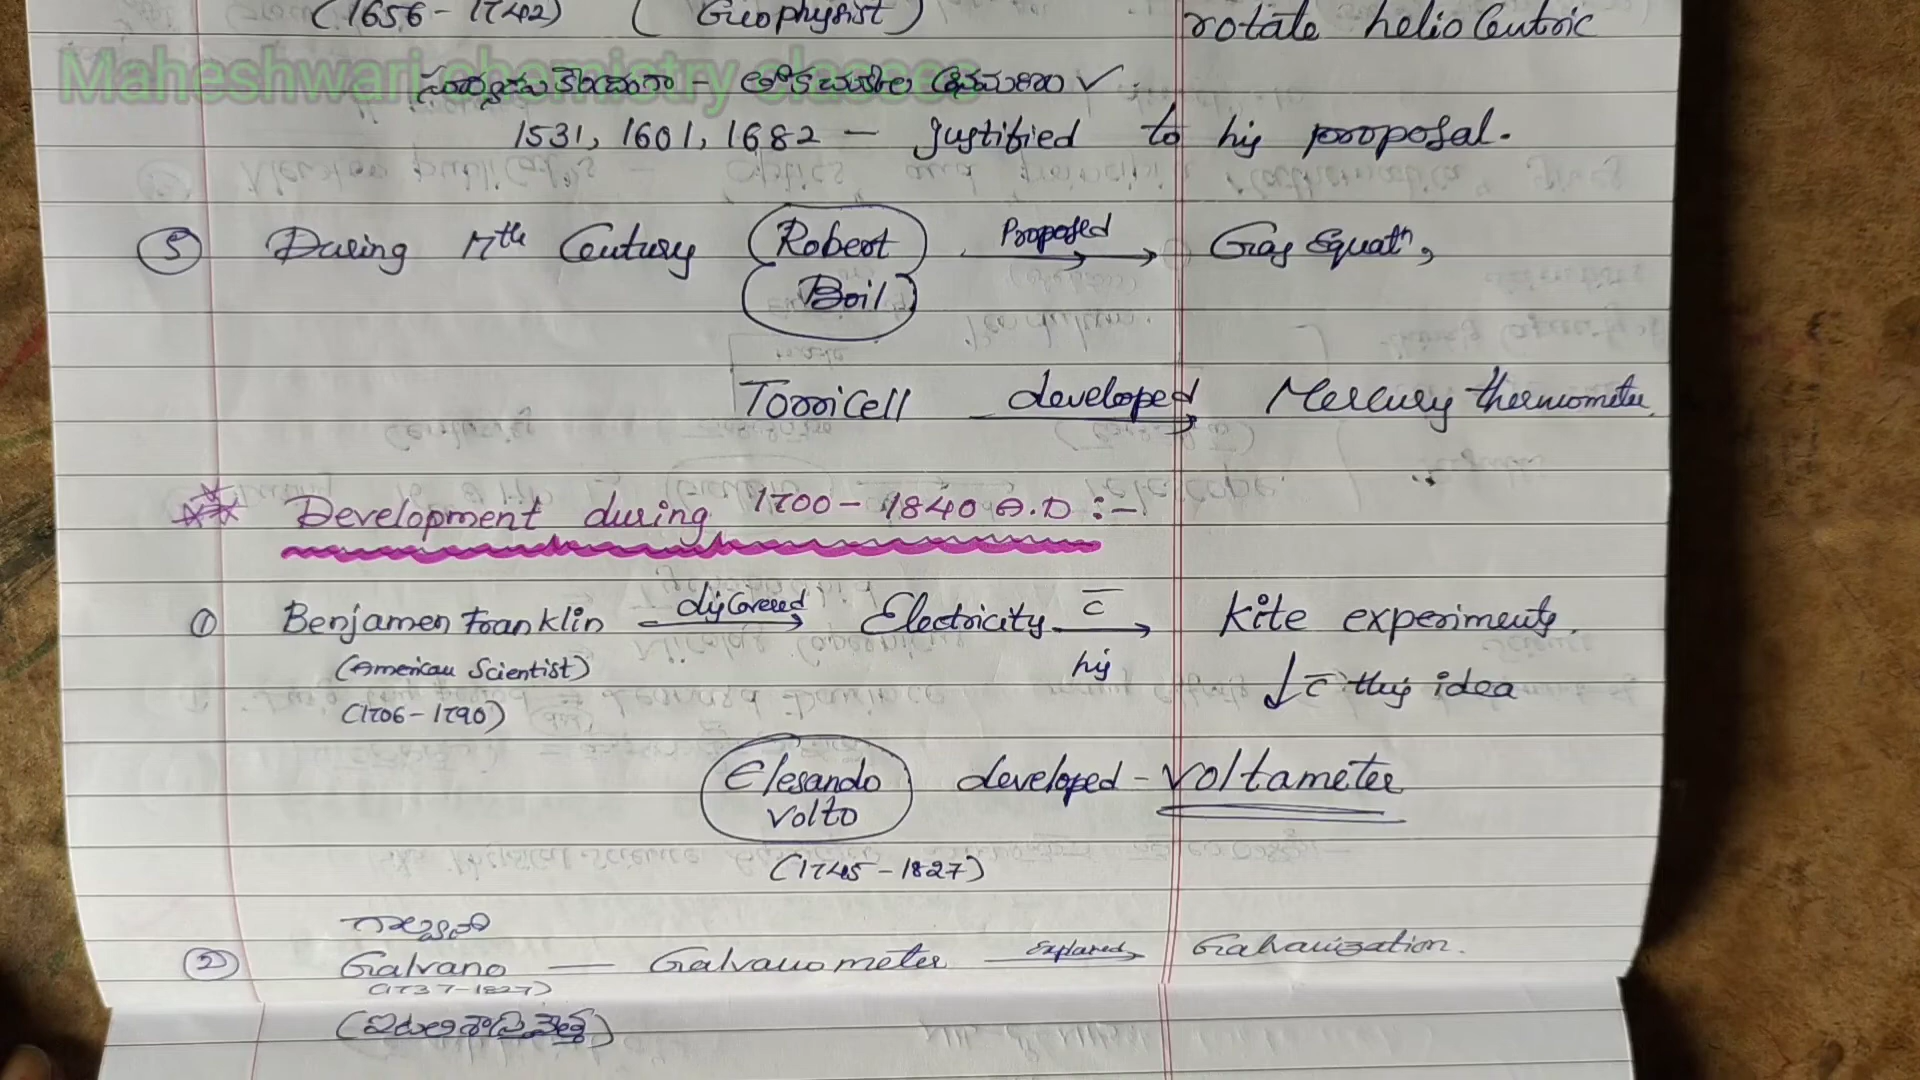 (1656 - 1742) ( Geophysist )
rotate helio Centric
Maheshwari chemistry classes
1531, 1601, 1682 — justified to his proposal.
5 During 17th Century Robert Proposed Gas Equatn,
Boil
Torricell developed Mercury thermometer.
Development during 1700 - 1840 A.D :-
1 Benjamen Franklin discovered Electricity c̄ Kite experiments.
his
(American Scientist) c̄ this idea
(1706 - 1790)
Elesando developed - Voltameter
Volto
(1745 - 1827)
2 Galvano — Galvanometer Explained Galvanization.
(1737-1827)